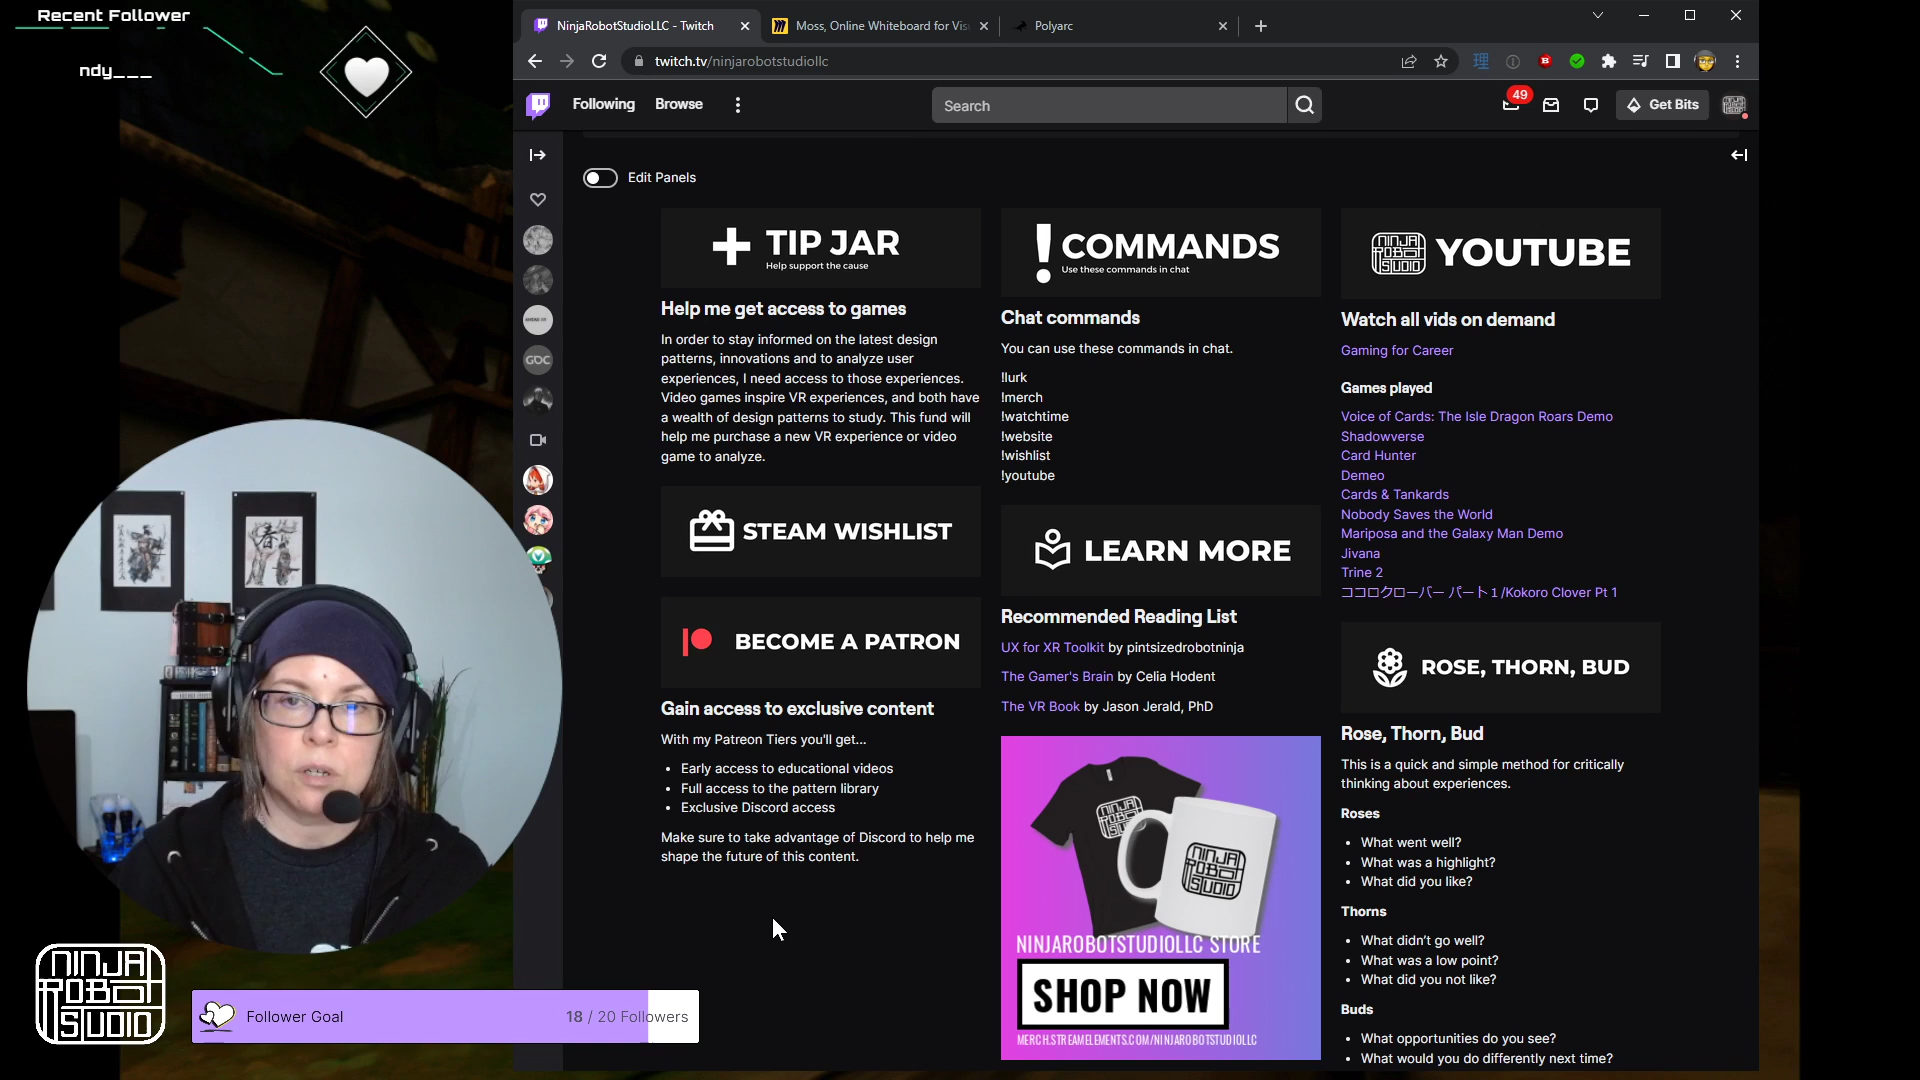 Recent Follower
ndy___
NinjaRobotStudioLLC - Twitch
Moss, Online Whiteboard for Vis
Polyarc
twitch.tv/ninjarobotstudiollc
Following
Browse
Search
49
Get Bits
Edit Panels
TIP JAR
Help support the cause
Help me get access to games
In order to stay informed on the latest design
patterns, innovations and to analyze user
experiences, I need access to those experiences.
Video games inspire VR experiences, and both have
a wealth of design patterns to study. This fund will
help me purchase a new VR experience or video
game to analyze.
STEAM WISHLIST
BECOME A PATRON
Gain access to exclusive content
With my Patreon Tiers you'll get...
• Early access to educational videos
• Full access to the pattern library
• Exclusive Discord access
Make sure to take advantage of Discord to help me
shape the future of this content.
! COMMANDS
Use these commands in chat
Chat commands
You can use these commands in chat.
!lurk
!merch
!watchtime
!website
!wishlist
!youtube
LEARN MORE
Recommended Reading List
UX for XR Toolkit by pintsizedrobotninja
The Gamer's Brain by Celia Hodent
The VR Book by Jason Jerald, PhD
NINJA
ROBOT
STUDIO
NINJAROBOTSTUDIOLLC STORE
SHOP NOW
MERCH.STREAMELEMENTS.COM/NINJAROBOTSTUDIOLLC
NINJA
ROBOT
STUDIO
YOUTUBE
Watch all vids on demand
Gaming for Career
Games played
Voice of Cards: The Isle Dragon Roars Demo
Shadowverse
Card Hunter
Demeo
Cards & Tankards
Nobody Saves the World
Mariposa and the Galaxy Man Demo
Jivana
Trine 2
ココロクローバー パート１/Kokoro Clover Pt 1
ROSE, THORN, BUD
Rose, Thorn, Bud
This is a quick and simple method for critically
thinking about experiences.
Roses
• What went well?
• What was a highlight?
• What did you like?
Thorns
• What didn't go well?
• What was a low point?
• What did you not like?
Buds
• What opportunities do you see?
• What would you do differently next time?
GDC
春
NINJA
ROBOT
STUDIO
Follower Goal
18 / 20 Followers